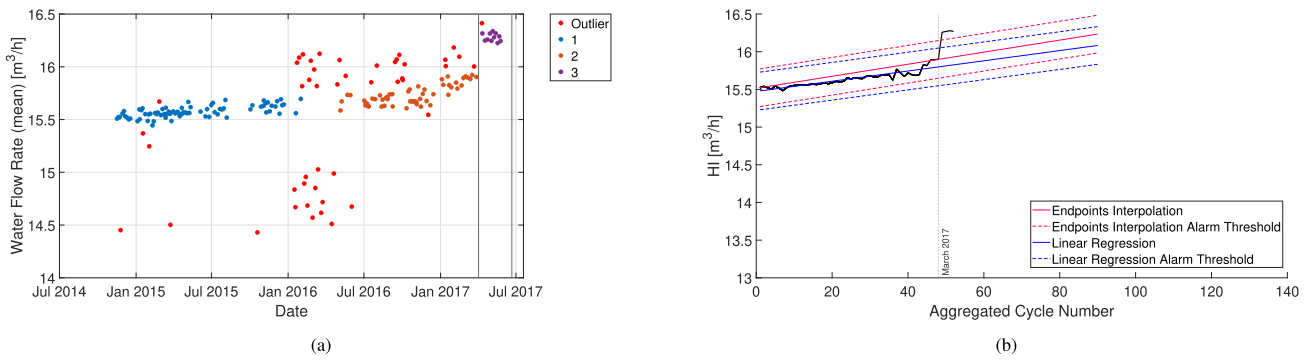 16.5
16
15.5
15
14.5
14
Water Flow Rate (mean) [m³/h]
Jul 2014
Jan 2015
Jul 2015
Jan 2016
Jul 2016
Jan 2017
Jul 2017
Date
Outlier
1
2
3
(a)
16.5
16
15.5
15
14.5
14
13.5
13
HI [m³/h]
0
20
40
60
80
100
120
140
Aggregated Cycle Number
March 2017
Endpoints Interpolation
Endpoints Interpolation Alarm Threshold
Linear Regression
Linear Regression Alarm Threshold
(b)